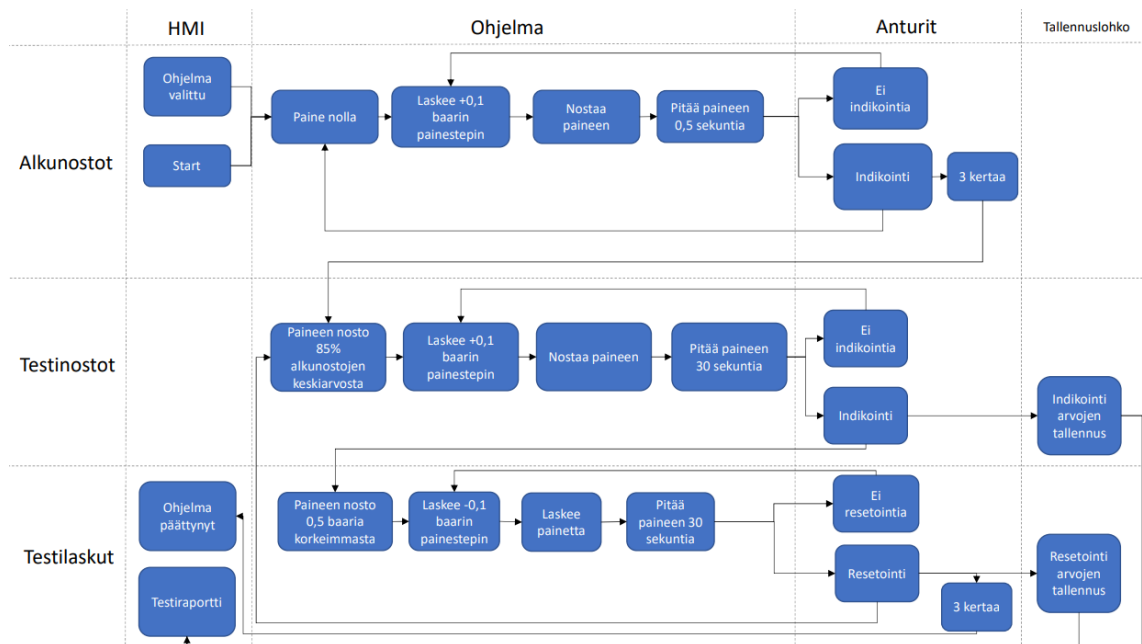 HMI
Ohjelma
Anturit
Tallennuslohko
Alkunostot
Ohjelma
valittu
Start
Paine nolla
Laskee +0,1
baarin
painestepin
Nostaa
paineen
Pitää paineen
0,5 sekuntia
Ei
indikointia
Indikointi
3 kertaa
Testinostot
Paineen nosto
85%
alkunostojen
keskiarvosta
Laskee +0,1
baarin
painestepin
Nostaa paineen
Pitää paineen
30 sekuntia
Ei
indikointia
Indikointi
Indikointi
arvojen
tallennus
Testilaskut
Ohjelma
päättynyt
Testiraportti
Paineen nosto
0,5 baaria
korkeimmasta
Laskee -0,1
baarin
painestepin
Laskee
painetta
Pitää
paineen 30
sekuntia
Ei
resetointia
Resetointi
3 kertaa
Resetointi
arvojen
tallennus